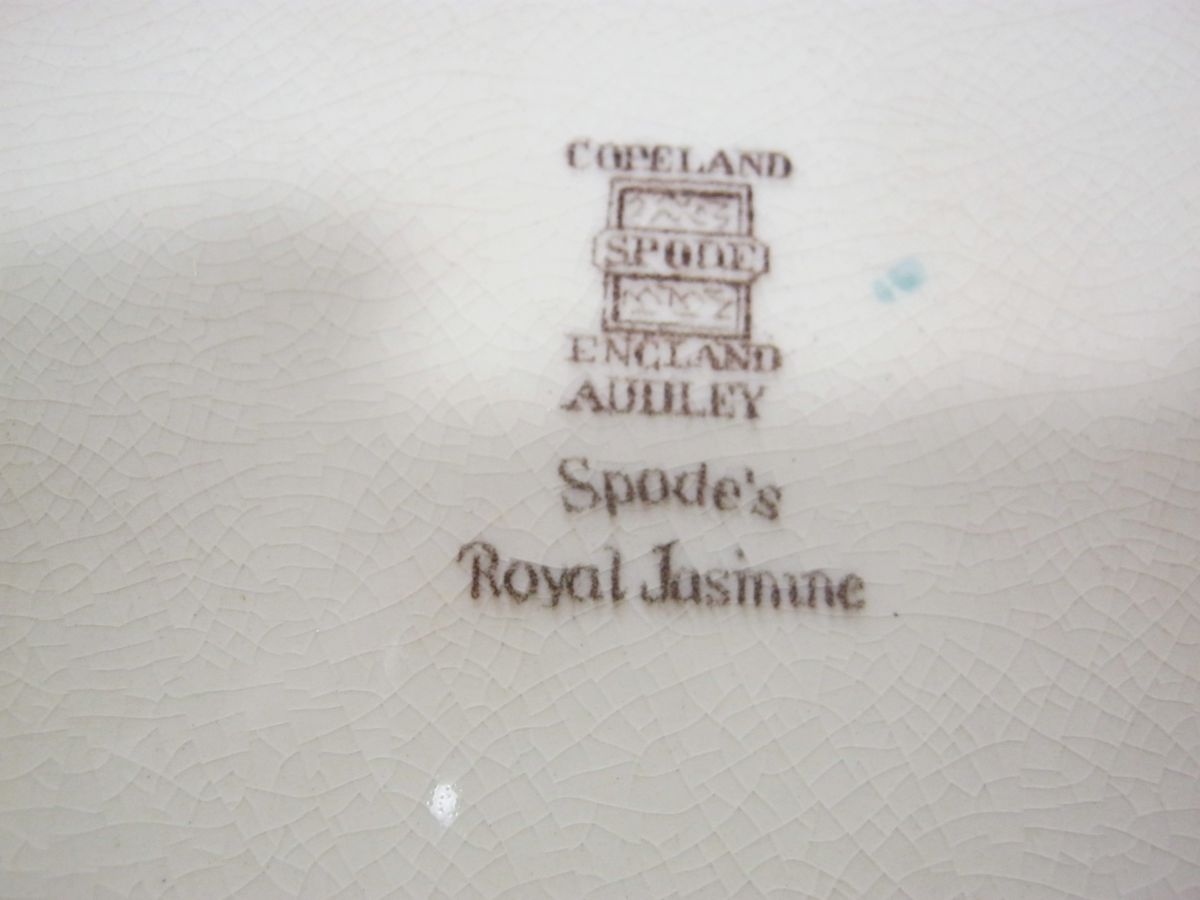 COPELAND
SPODE
ENGLAND
AUDLEY
Spode's
Royal Jasmine